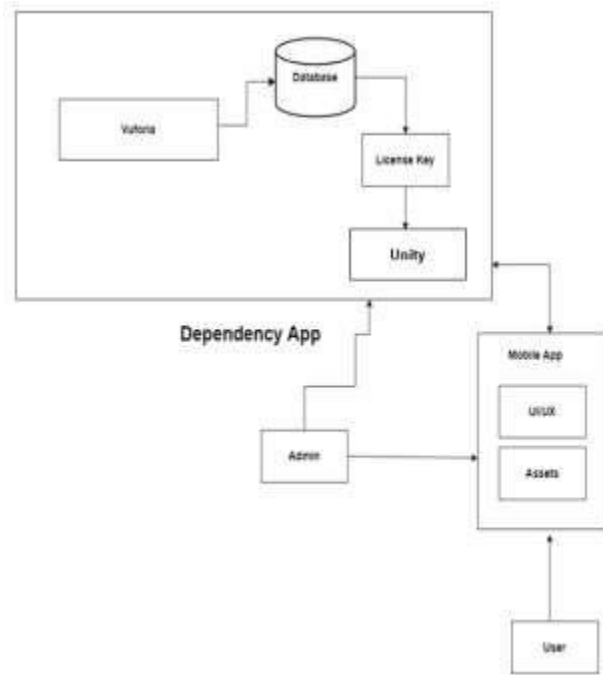 Database
Vuforia
License Key
Unity
Dependency App
Mobile App
UI/UX
Admin
Assets
User